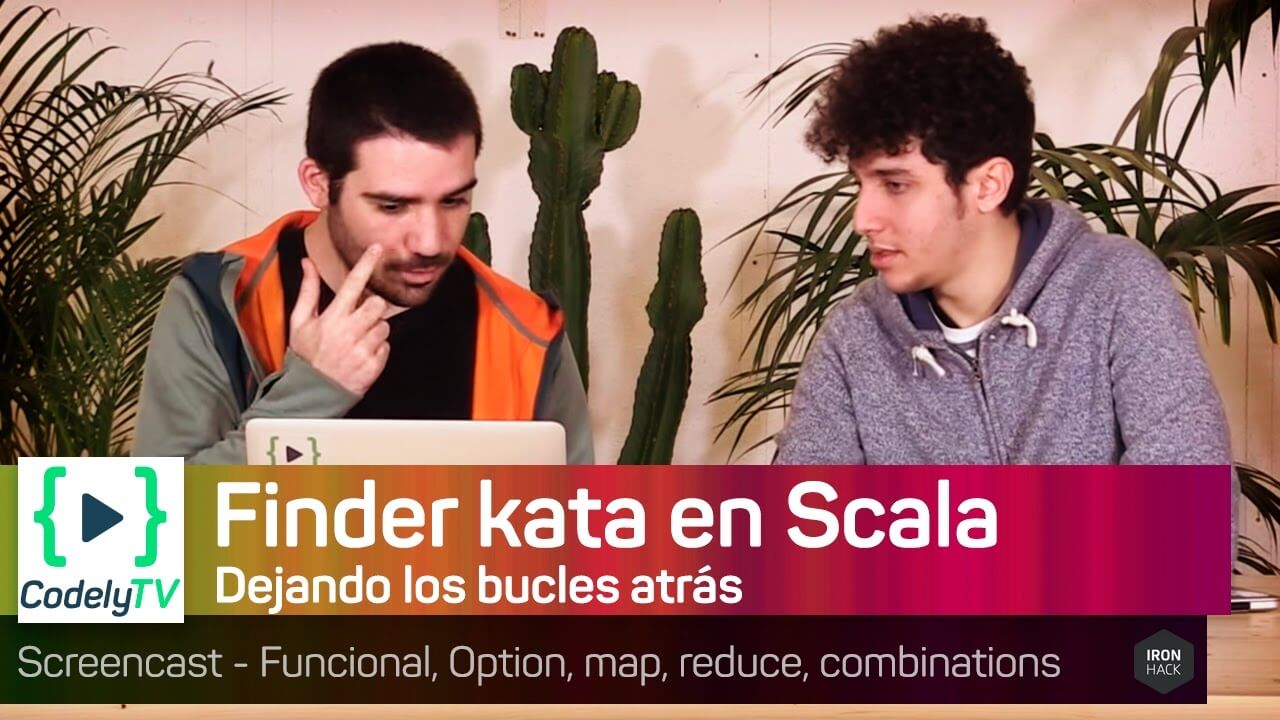 Finder kata en Scala
Dejando los bucles atrás
CodelyTV
Screencast - Funcional, Option, map, reduce, combinations
IRON
HACK